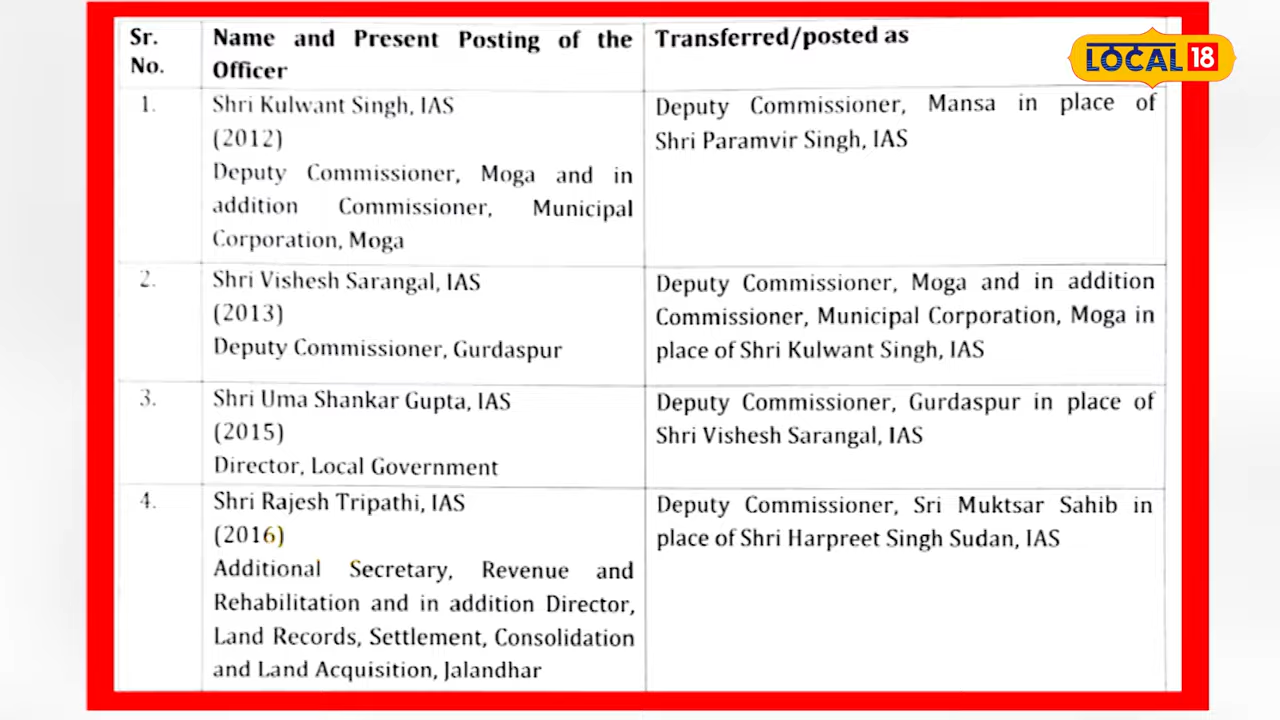 Sr. No.
Name and Present Posting of the Officer
Transferred/posted as
LOCAL 18
1.
Shri Kulwant Singh, IAS
(2012)
Deputy Commissioner, Moga and in
addition Commissioner, Municipal
Corporation, Moga
Deputy Commissioner, Mansa in place of
Shri Paramvir Singh, IAS
2.
Shri Vishesh Sarangal, IAS
(2013)
Deputy Commissioner, Gurdaspur
Deputy Commissioner, Moga and in addition
Commissioner, Municipal Corporation, Moga in
place of Shri Kulwant Singh, IAS
3.
Shri Uma Shankar Gupta, IAS
(2015)
Director, Local Government
Deputy Commissioner, Gurdaspur in place of
Shri Vishesh Sarangal, IAS
4.
Shri Rajesh Tripathi, IAS
(2016)
Additional Secretary, Revenue and
Rehabilitation and in addition Director,
Land Records, Settlement, Consolidation
and Land Acquisition, Jalandhar
Deputy Commissioner, Sri Muktsar Sahib in
place of Shri Harpreet Singh Sudan, IAS